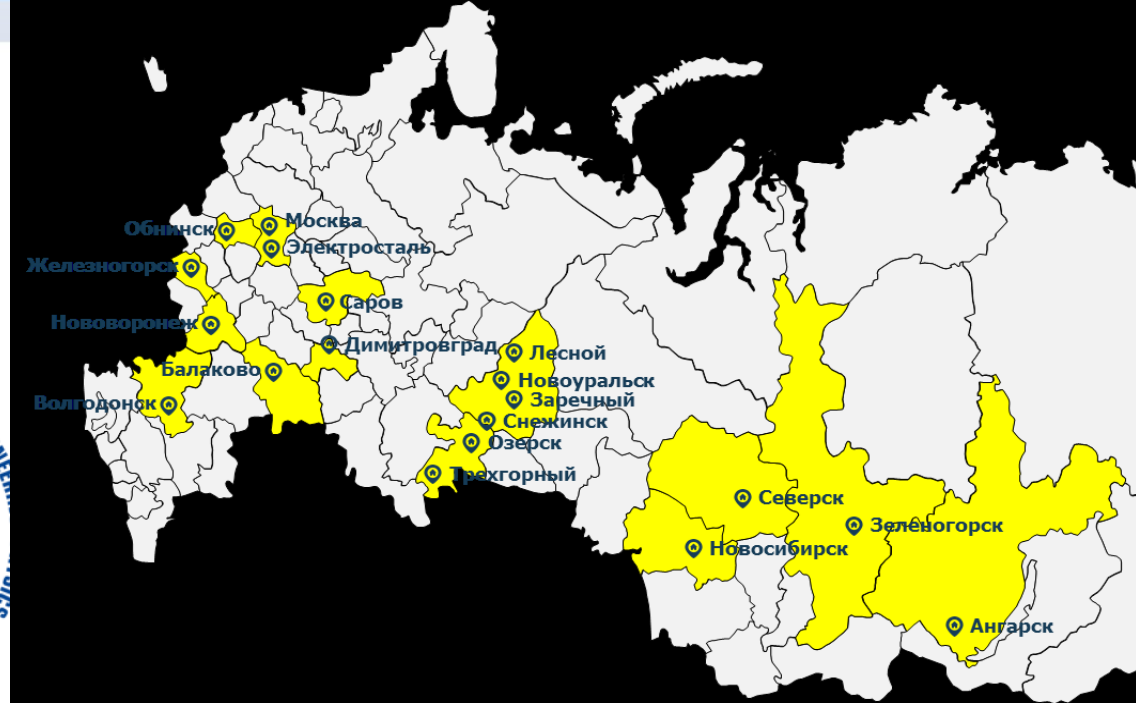 Москва
Обнинск
Электросталь
Железногорск
Саров
Нововоронеж
Димитровград
Лесной
Балаково
Новоуральск
Заречный
Волгодонск
Снежинск
Озерск
Трехгорный
Северск
Зеленогорск
Новосибирск
Ангарск